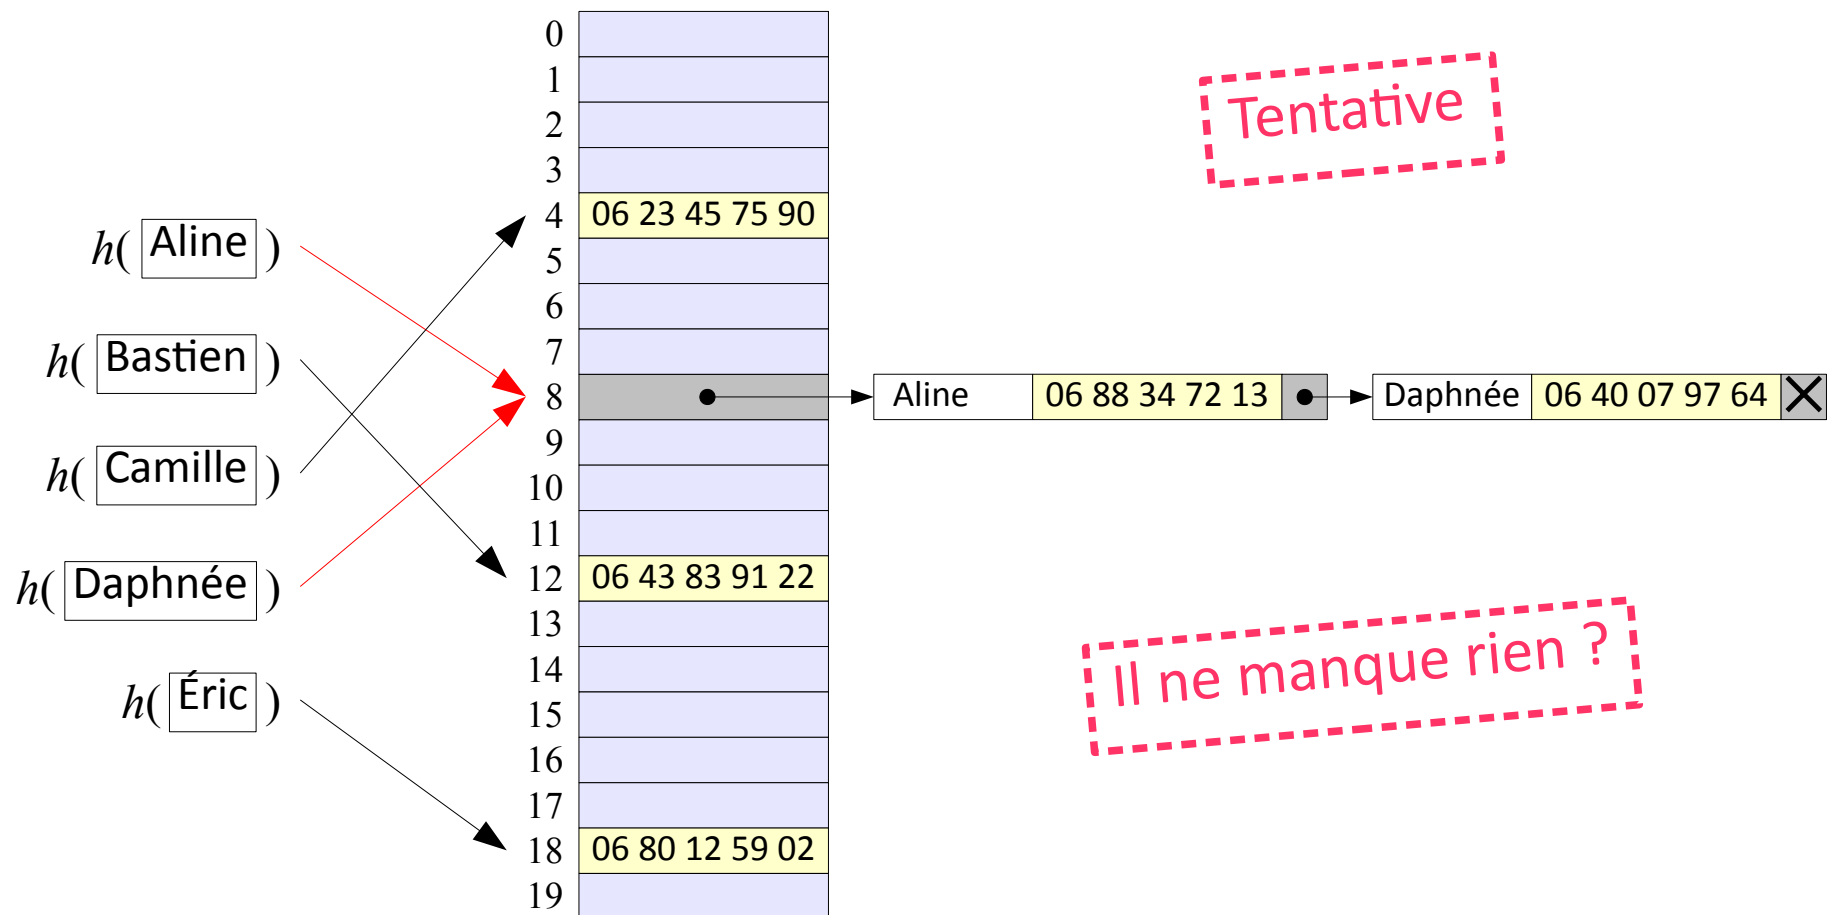 0
1
2
3
4 06 23 45 75 90
5
6
7
8
9
10
11
12 06 43 83 91 22
13
14
15
16
17
18 06 80 12 59 02
19
h( Aline )
h( Bastien )
h( Camille )
h( Daphnée )
h( Éric )
Aline 06 88 34 72 13
Daphnée 06 40 07 97 64
Tentative
Il ne manque rien ?